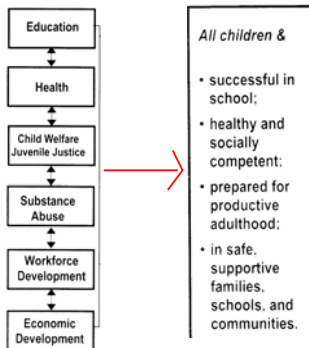 Education
Health
Child Welfare
Juvenile Justice
Substance
Abuse
Workforce
Development
Economic
Development
All children &
• successful in
school;
• healthy and
socially
competent;
• prepared for
productive
adulthood;
• in safe,
supportive
families,
schools, and
communities.